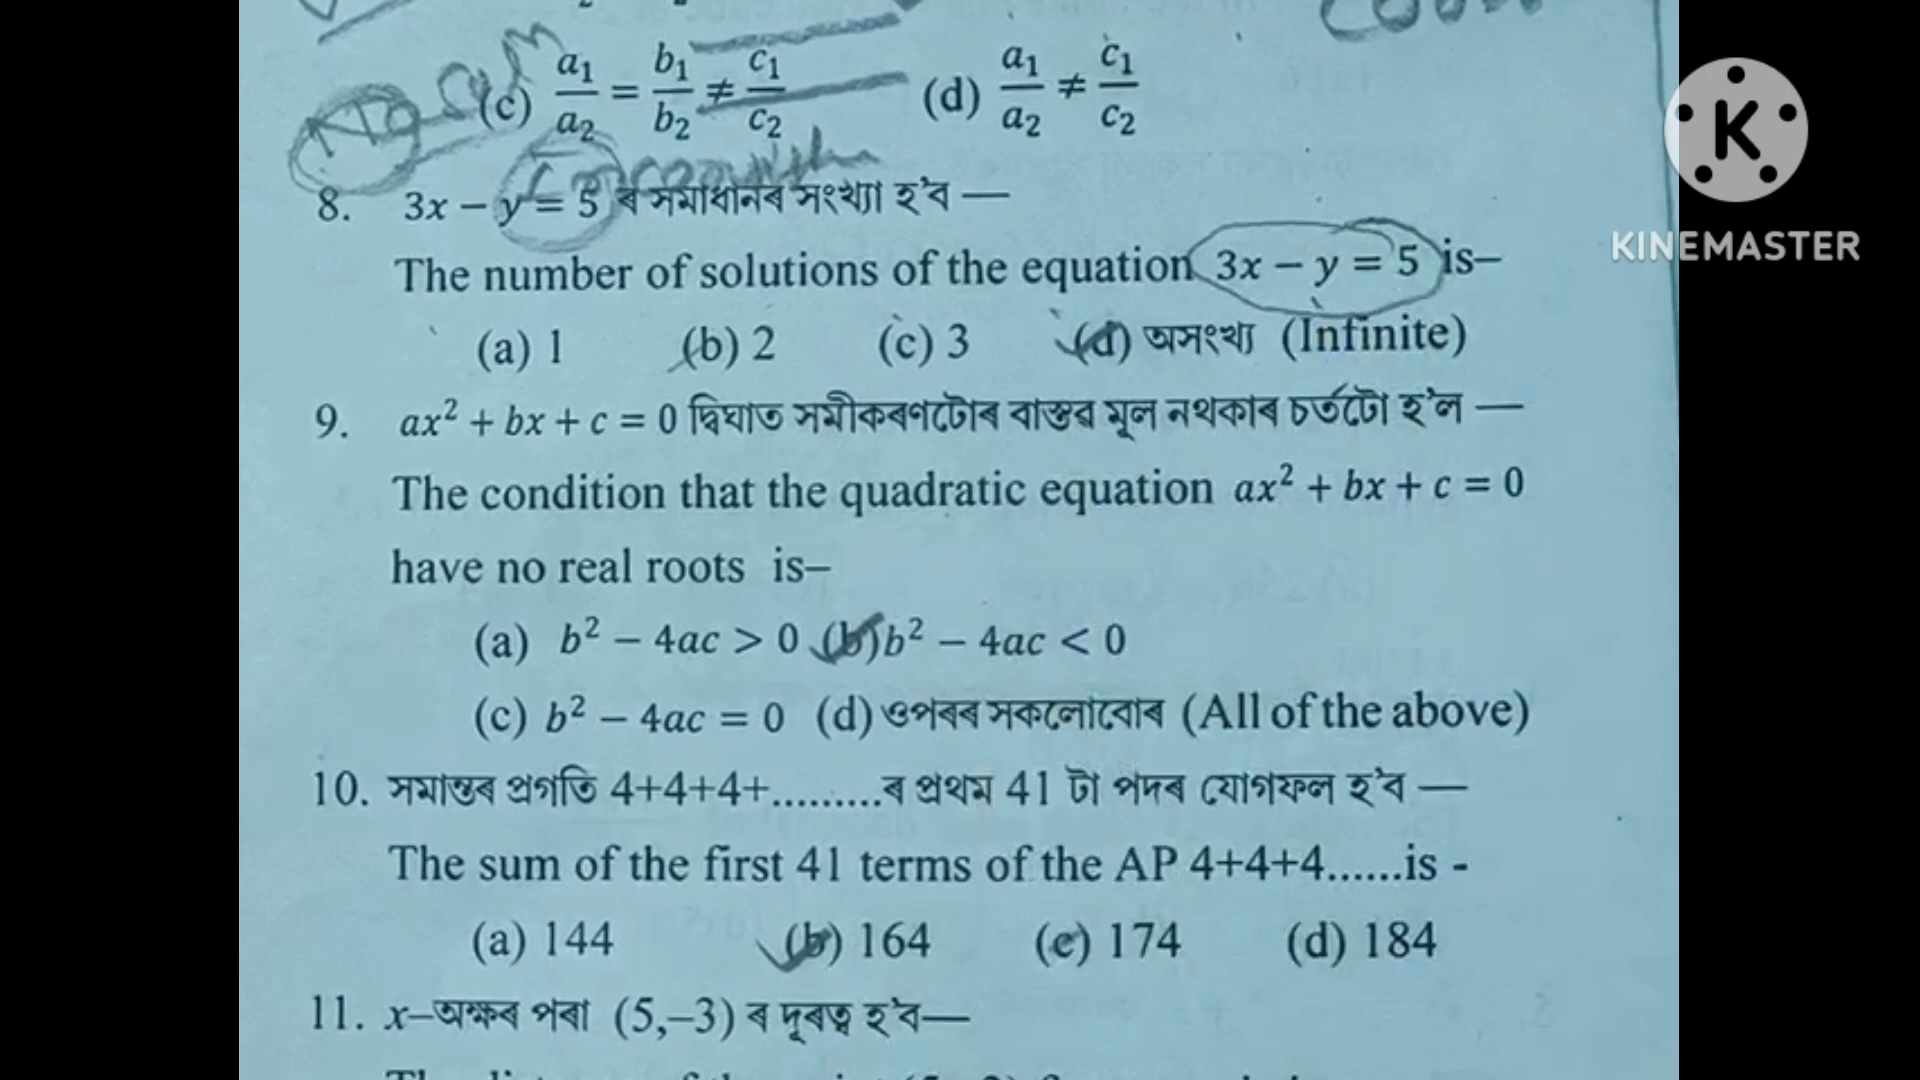 (c) a₁/a₂ = b₁/b₂ ≠ c₁/c₂ (d) a₁/a₂ ≠ c₁/c₂
8. 3x – y = 5 ৰ সমাধানৰ সংখ্যা হ'ব —
The number of solutions of the equation 3x – y = 5 is–
(a) 1 (b) 2 (c) 3 (d) অসংখ্য (Infinite)
9. ax² + bx + c = 0 দ্বিঘাত সমীকৰণটোৰ বাস্তৱ মূল নথকাৰ চৰ্তটো হ'ল —
The condition that the quadratic equation ax² + bx + c = 0
have no real roots is–
(a) b² – 4ac > 0 (b) b² – 4ac < 0
(c) b² – 4ac = 0 (d) ওপৰৰ সকলোবোৰ (All of the above)
10. সমান্তৰ প্ৰগতি 4+4+4+.........ৰ প্ৰথম 41 টা পদৰ যোগফল হ'ব —
The sum of the first 41 terms of the AP 4+4+4......is -
(a) 144 (b) 164 (c) 174 (d) 184
11. x–অক্ষৰ পৰা (5,–3) ৰ দূৰত্ব হ'ব—
K
KINEMASTER